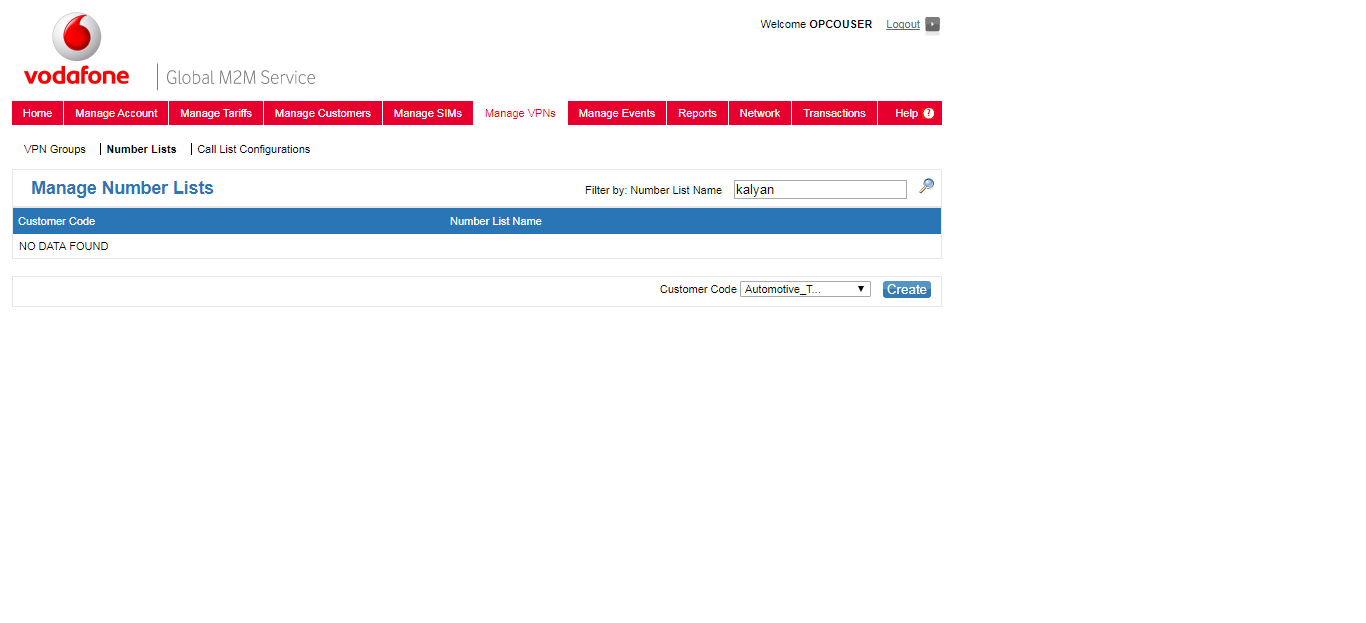 Welcome OPCOUSER Logout
vodafone
Global M2M Service
Home Manage Account Manage Tariffs Manage Customers Manage SIMs Manage VPNs Manage Events Reports Network Transactions Help ?
VPN Groups Number Lists Call List Configurations
Manage Number Lists Filter by: Number List Name kalyan
Customer Code Number List Name
NO DATA FOUND
Customer Code Automotive_T... Create